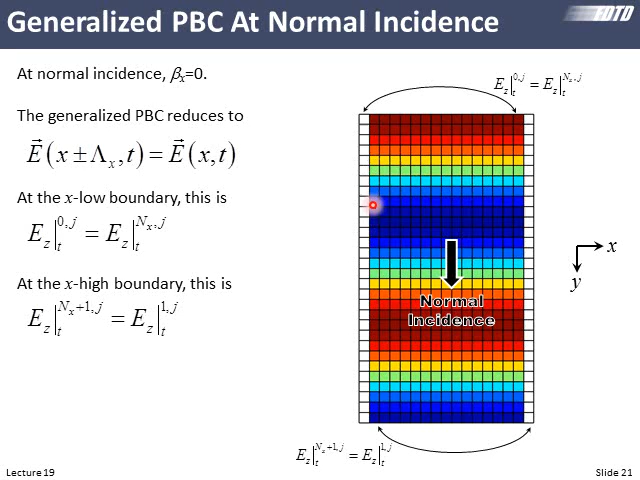 Generalized PBC At Normal Incidence
FDTD
At normal incidence, βx=0.
The generalized PBC reduces to
E⃗(x ± Λx, t) = E⃗(x, t)
At the x-low boundary, this is
Ez|t^0,j = Ez|t^Nx,j
At the x-high boundary, this is
Ez|t^Nx+1,j = Ez|t^1,j
Ez|t^0,j = Ez|t^Nx,j
Normal
Incidence
x
y
Ez|t^Nx+1,j = Ez|t^1,j
Lecture 19
Slide 21